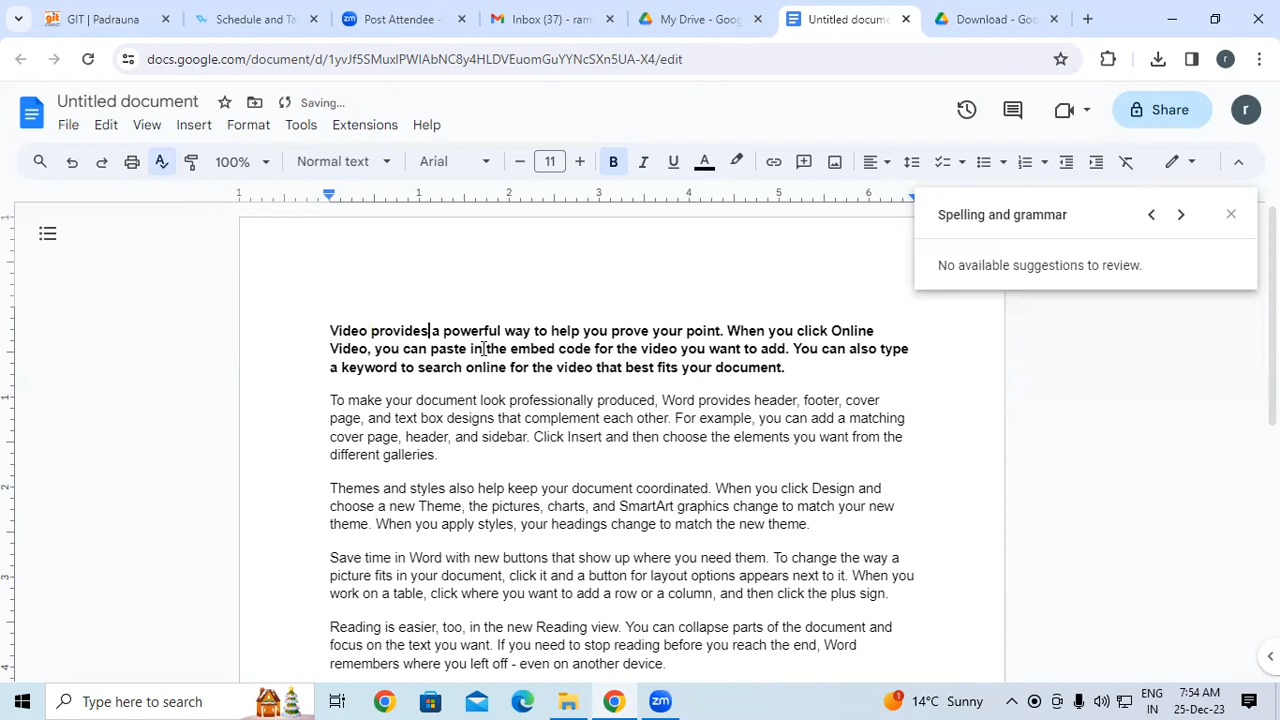 GIT | Padrauna
Schedule and Ta
Post Attendee -
Inbox (37) - ram
My Drive - Goog
Untitled docume
Download - Goo
docs.google.com/document/d/1yvJf5SMuxlPWlAbNC8y4HLDVEuomGuYYNcSXn5UA-X4/edit
r
Untitled document
Saving...
File Edit View Insert Format Tools Extensions Help
Share
r
100%
Normal text
Arial
11
B I U A
1 1 2 3 4 5 6
Spelling and grammar
No available suggestions to review.
Video provides a powerful way to help you prove your point. When you click Online
Video, you can paste in the embed code for the video you want to add. You can also type
a keyword to search online for the video that best fits your document.
To make your document look professionally produced, Word provides header, footer, cover
page, and text box designs that complement each other. For example, you can add a matching
cover page, header, and sidebar. Click Insert and then choose the elements you want from the
different galleries.
Themes and styles also help keep your document coordinated. When you click Design and
choose a new Theme, the pictures, charts, and SmartArt graphics change to match your new
theme. When you apply styles, your headings change to match the new theme.
Save time in Word with new buttons that show up where you need them. To change the way a
picture fits in your document, click it and a button for layout options appears next to it. When you
work on a table, click where you want to add a row or a column, and then click the plus sign.
Reading is easier, too, in the new Reading view. You can collapse parts of the document and
focus on the text you want. If you need to stop reading before you reach the end, Word
remembers where you left off - even on another device.
1
1
2
3
4
Type here to search
1
14°C Sunny
ENG
IN
7:54 AM
25-Dec-23